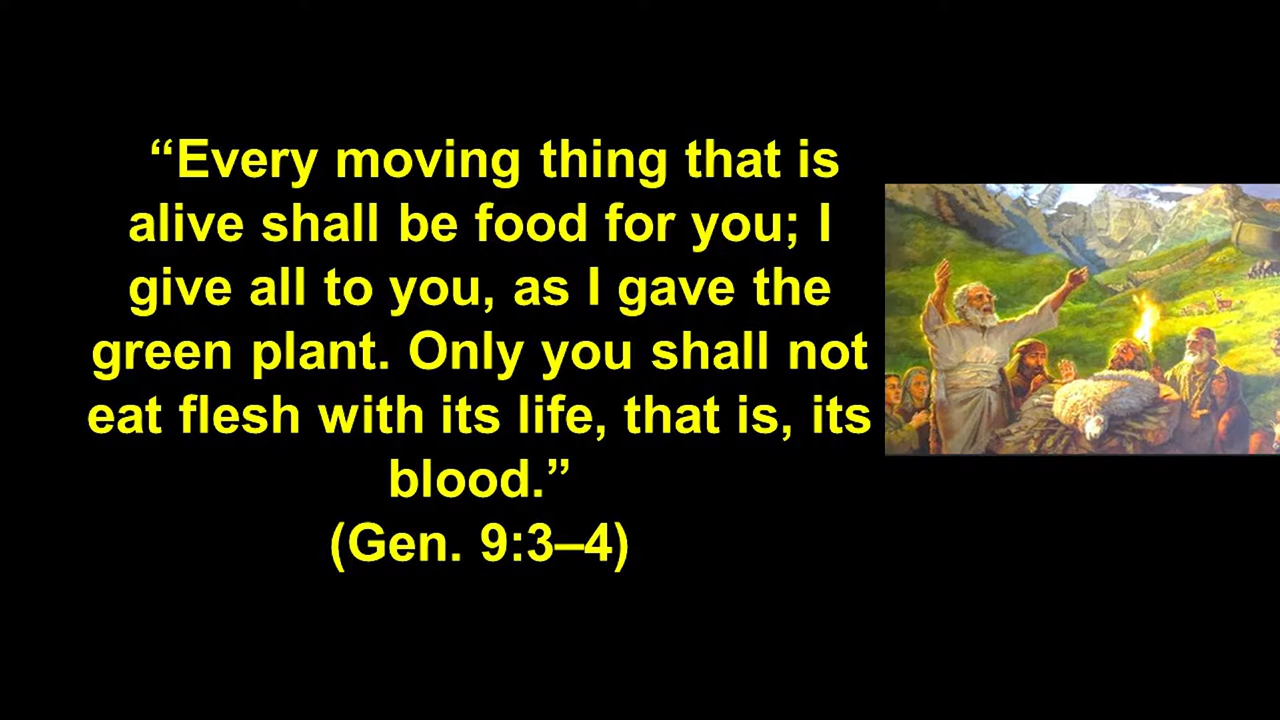 “Every moving thing that is
alive shall be food for you; I
give all to you, as I gave the
green plant. Only you shall not
eat flesh with its life, that is, its
blood.”
(Gen. 9:3–4)